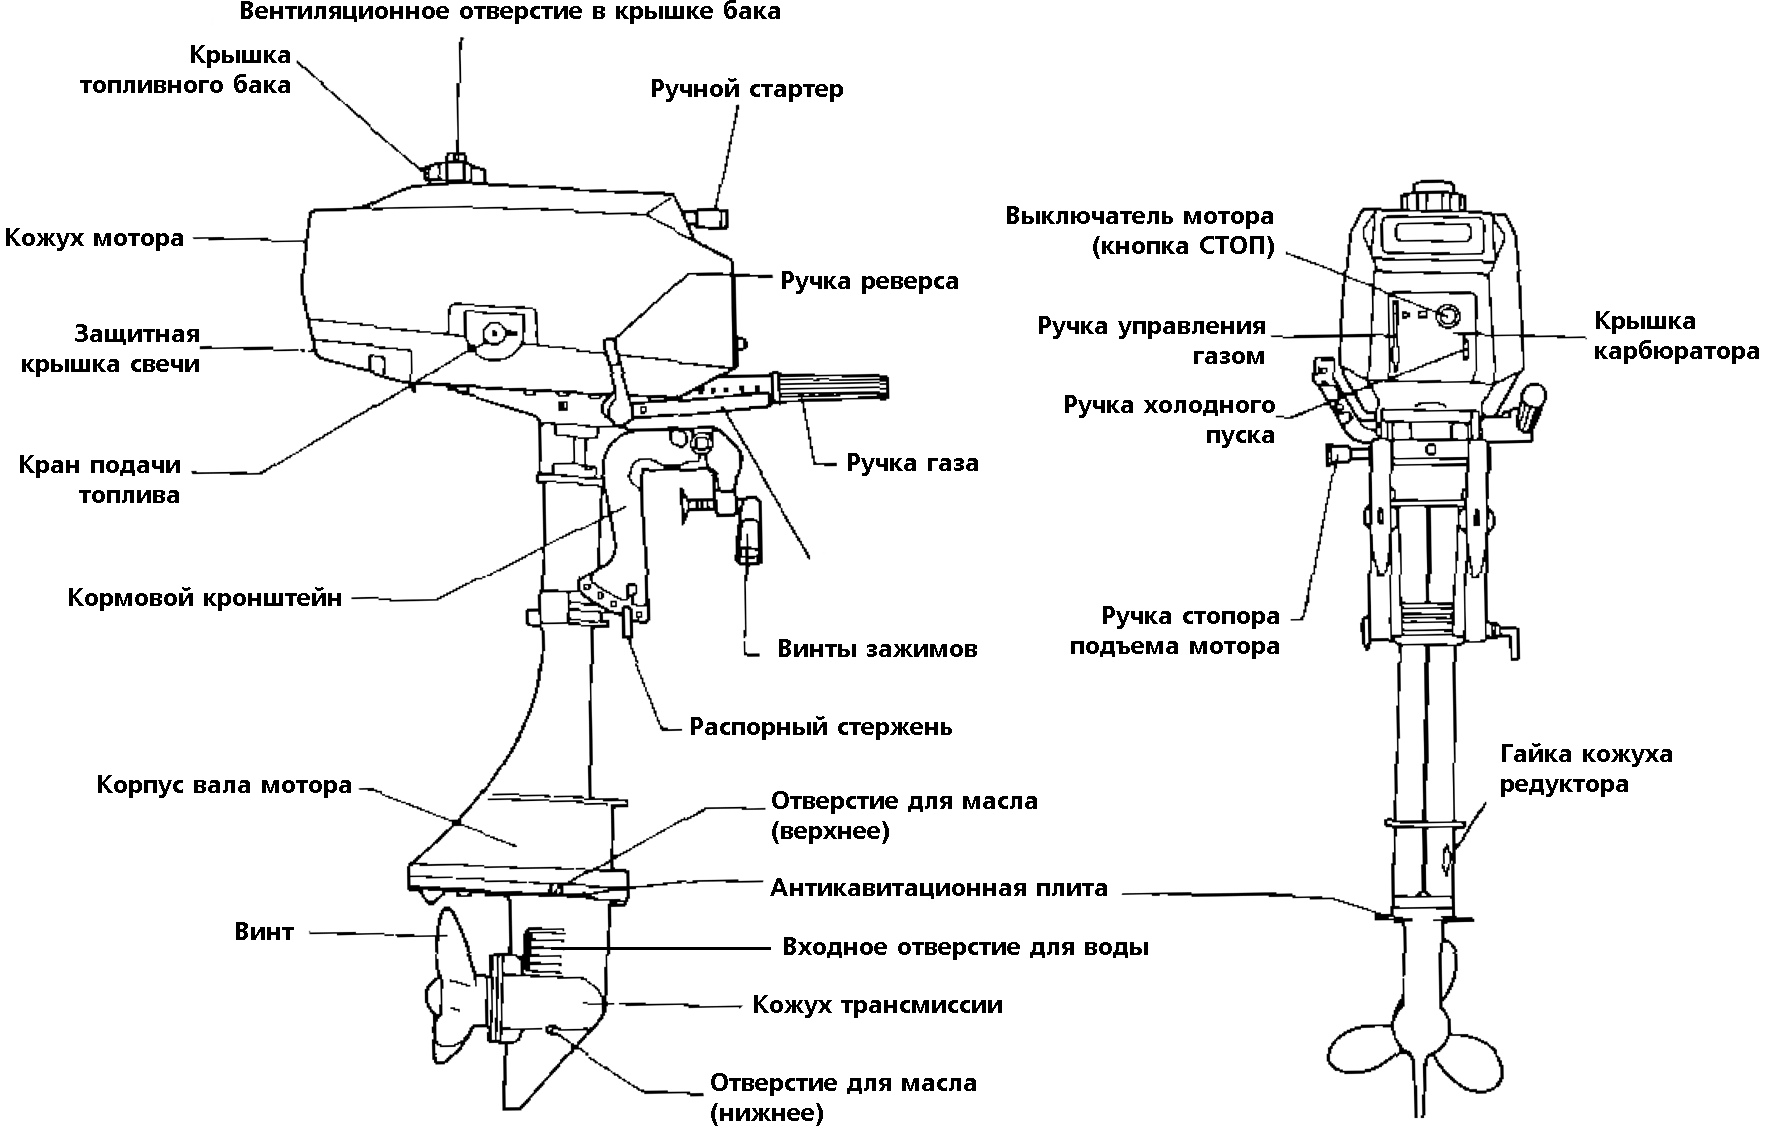 Вентиляционное отверстие в крышке бака
Крышка
топливного бака
Ручной стартер
Кожух мотора
Ручка реверса
Защитная
крышка свечи
Кран подачи
топлива
Ручка газа
Кормовой кронштейн
Винты зажимов
Распорный стержень
Корпус вала мотора
Отверстие для масла
(верхнее)
Антикавитационная плита
Винт
Входное отверстие для воды
Кожух трансмиссии
Отверстие для масла
(нижнее)
Выключатель мотора
(кнопка СТОП)
Ручка управления
газом
Крышка
карбюратора
Ручка холодного
пуска
Ручка стопора
подъема мотора
Гайка кожуха
редуктора